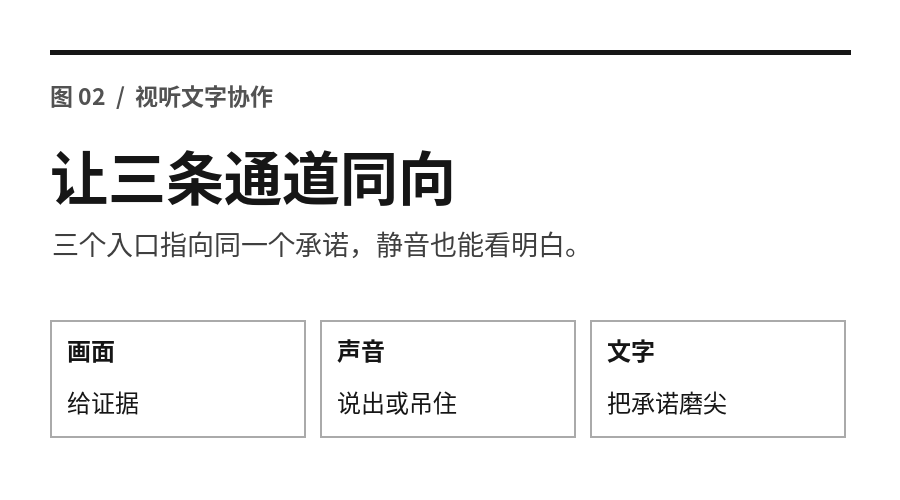 图 02 / 视听文字协作
让三条通道同向
三个入口指向同一个承诺，静音也能看明白。
画面
给证据
声音
说出或吊住
文字
把承诺磨尖